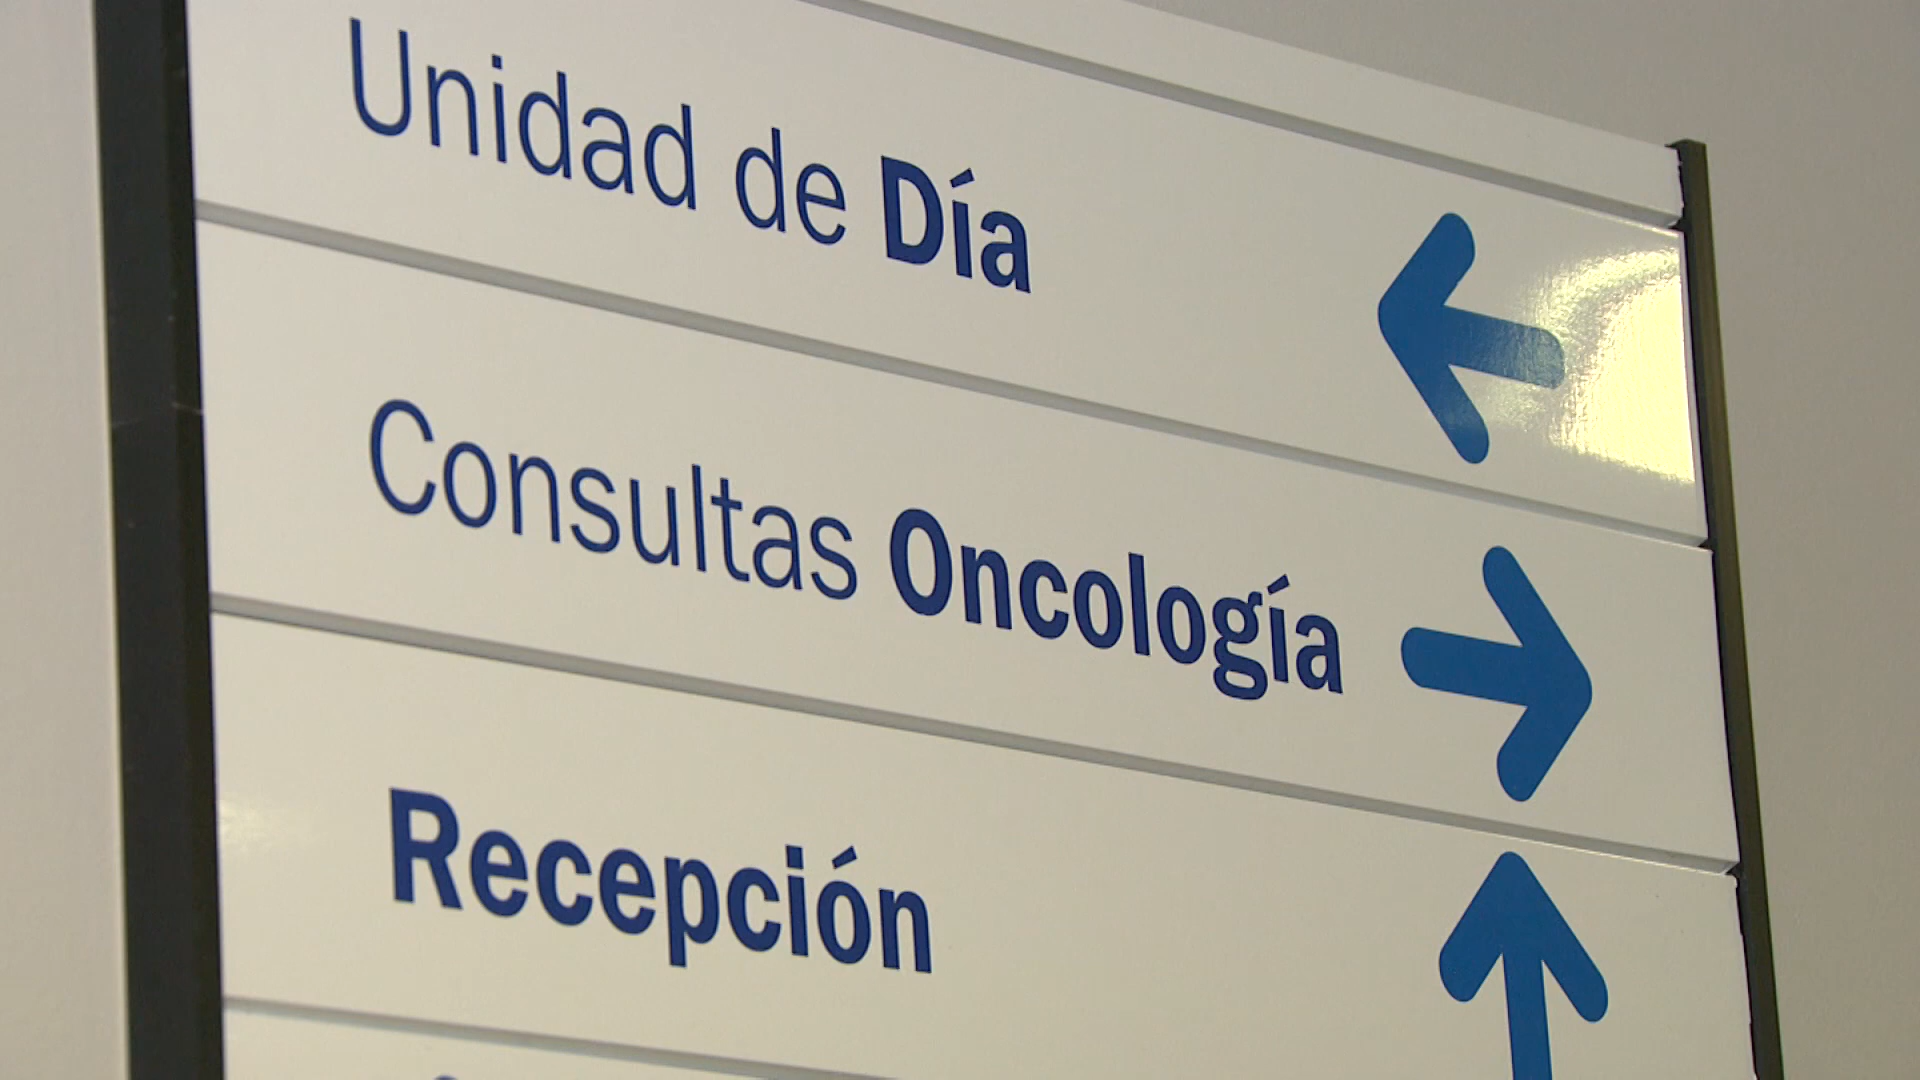 Unidad de Día
Consultas Oncología
Recepción